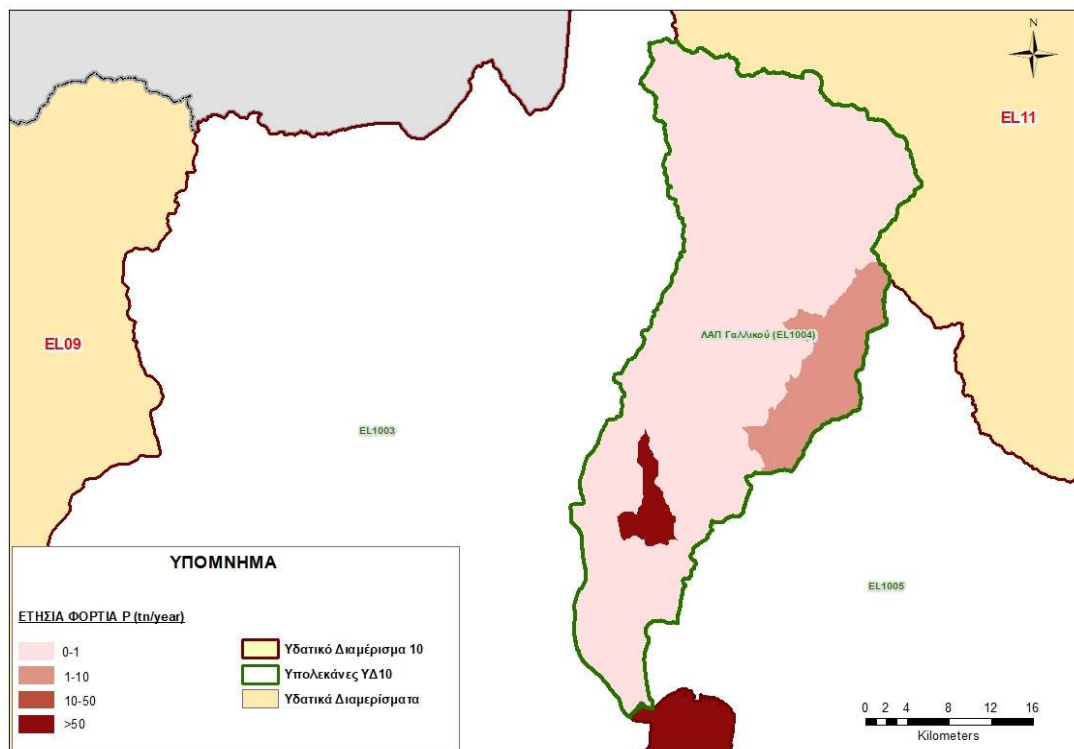 N
EL11
EL09
ΛΑΠ Γαλλικού (EL1004)
EL1003
EL1005
ΥΠΟΜΝΗΜΑ
ΕΤΗΣΙΑ ΦΟΡΤΙΑ P (tn/year)
0-1
1-10
10-50
>50
Υδατικό Διαμέρισμα 10
Υπολεκάνες ΥΔ10
Υδατικά Διαμερίσματα
0 2 4 8 12 16
Kilometers